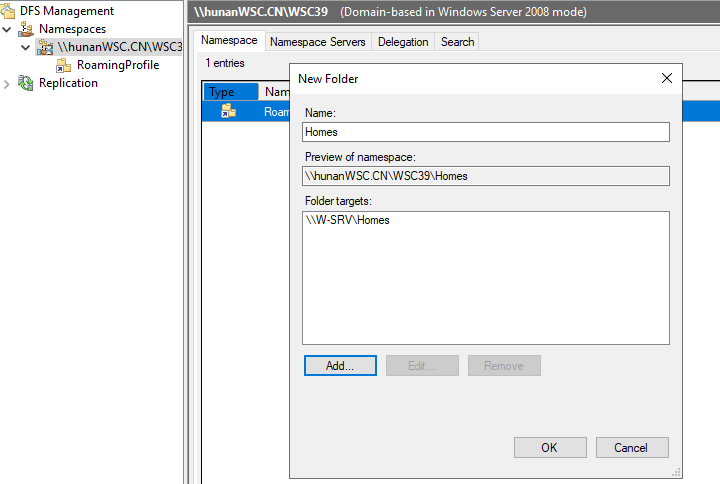 DFS Management
Namespaces
\\hunanWSC.CN\WSC3
RoamingProfile
Replication
\\hunanWSC.CN\WSC39 (Domain-based in Windows Server 2008 mode)
Namespace Namespace Servers Delegation Search
1 entries
Type
New Folder
Name:
Homes
Preview of namespace:
\\hunanWSC.CN\WSC39\Homes
Folder targets:
\\W-SRV\Homes
Add... Edit... Remove
OK Cancel